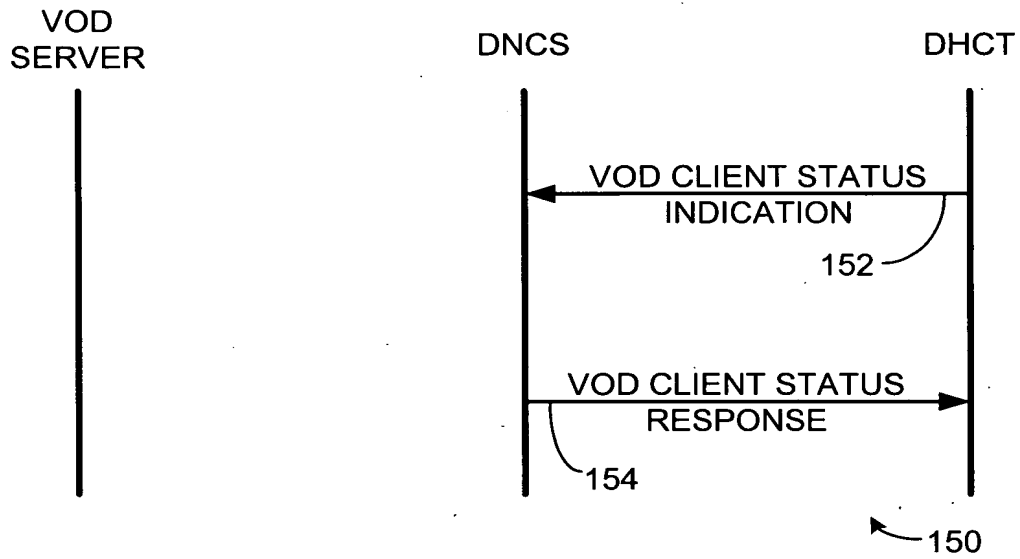 VOD
SERVER
DNCS
DHCT
VOD CLIENT STATUS
INDICATION
152
VOD CLIENT STATUS
RESPONSE
154
150